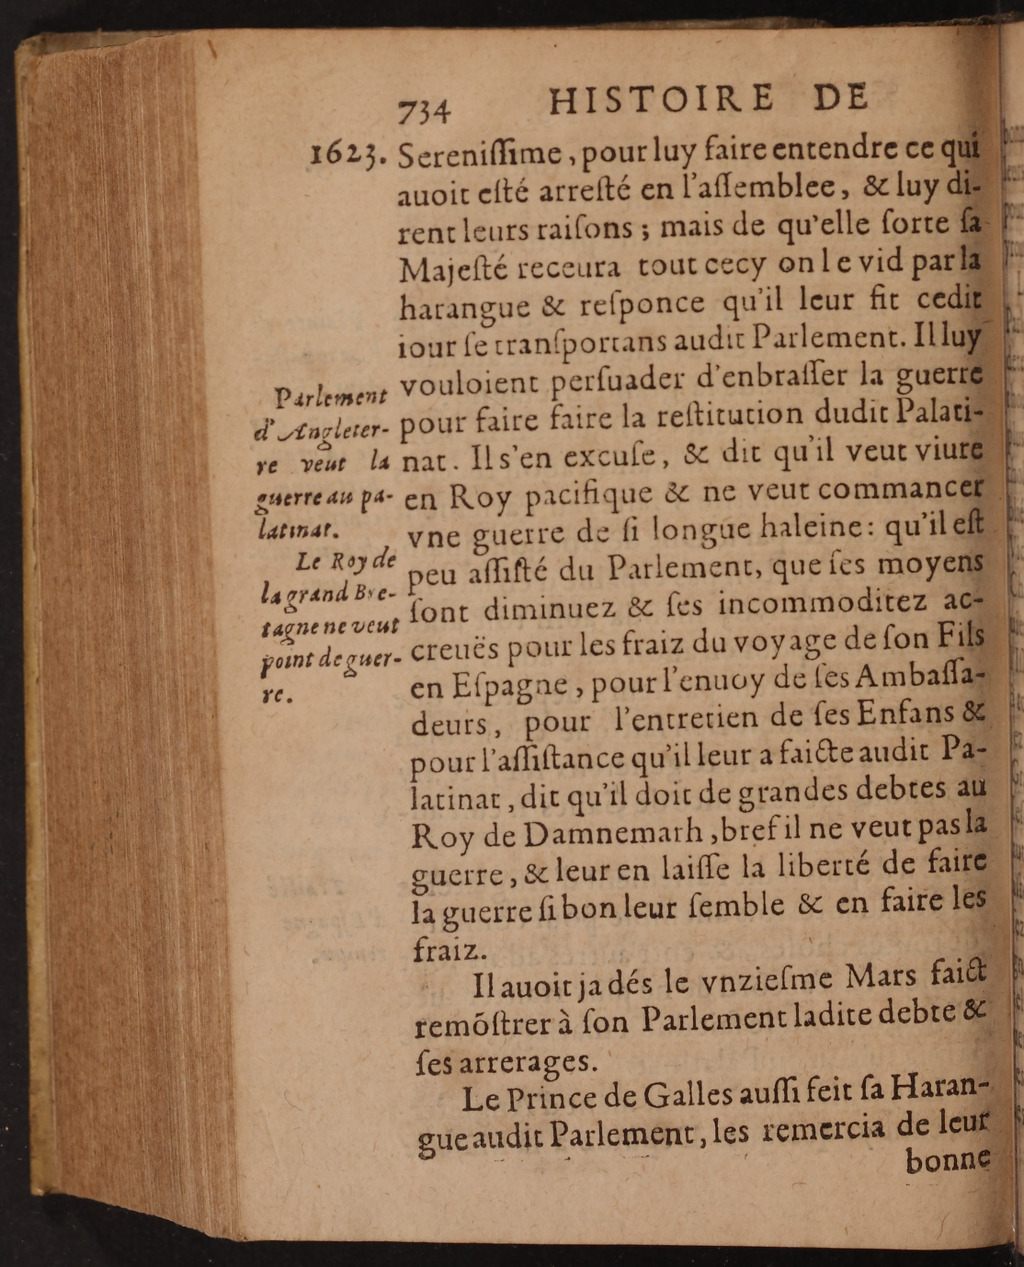 734 HISTOIRE DE
1623. Sereniſſime, pour luy faire entendre ce qui
auoit eſté arreſté en l'aſſemblee, & luy di-
rent leurs raiſons ; mais de qu'elle ſorte ſa
Majeſté receura tout cecy on le vid par la
harangue & reſponce qu'il leur fit cedit
iour ſe tranſportans audit Parlement. Il luy
vouloient perſuader d'enbraſſer la guerre
pour faire faire la reſtitution dudit Palati-
nat. Il s'en excuſe, & dit qu'il veut viure
en Roy pacifique & ne veut commancer
vne guerre de ſi longue haleine: qu'il eſt
peu aſſiſté du Parlement, que ſes moyens
ſont diminuez & ſes incommoditez ac-
creuës pour les fraiz du voyage de ſon Fils
en Eſpagne, pour l'enuoy de ſes Ambaſſa-
deurs, pour l'entretien de ſes Enfans &
pour l'aſſiſtance qu'il leur a faicte audit Pa-
latinat, dit qu'il doit de grandes debtes au
Roy de Damnemarh, bref il ne veut pas la
guerre, & leur en laiſſe la liberté de faire
la guerre ſi bon leur ſemble & en faire les
fraiz.
Il auoit ja dés le vnzieſme Mars faict
remõſtrer à ſon Parlement ladite debte &
ſes arrerages.
Le Prince de Galles auſſi feit ſa Haran-
gue audit Parlement, les remercia de leur
bonne
Parlement
d'Angleter-
re veut la
guerre au pa-
latinat.
Le Roy de
la grand Bre-
tagne ne veut
point de guer-
re.